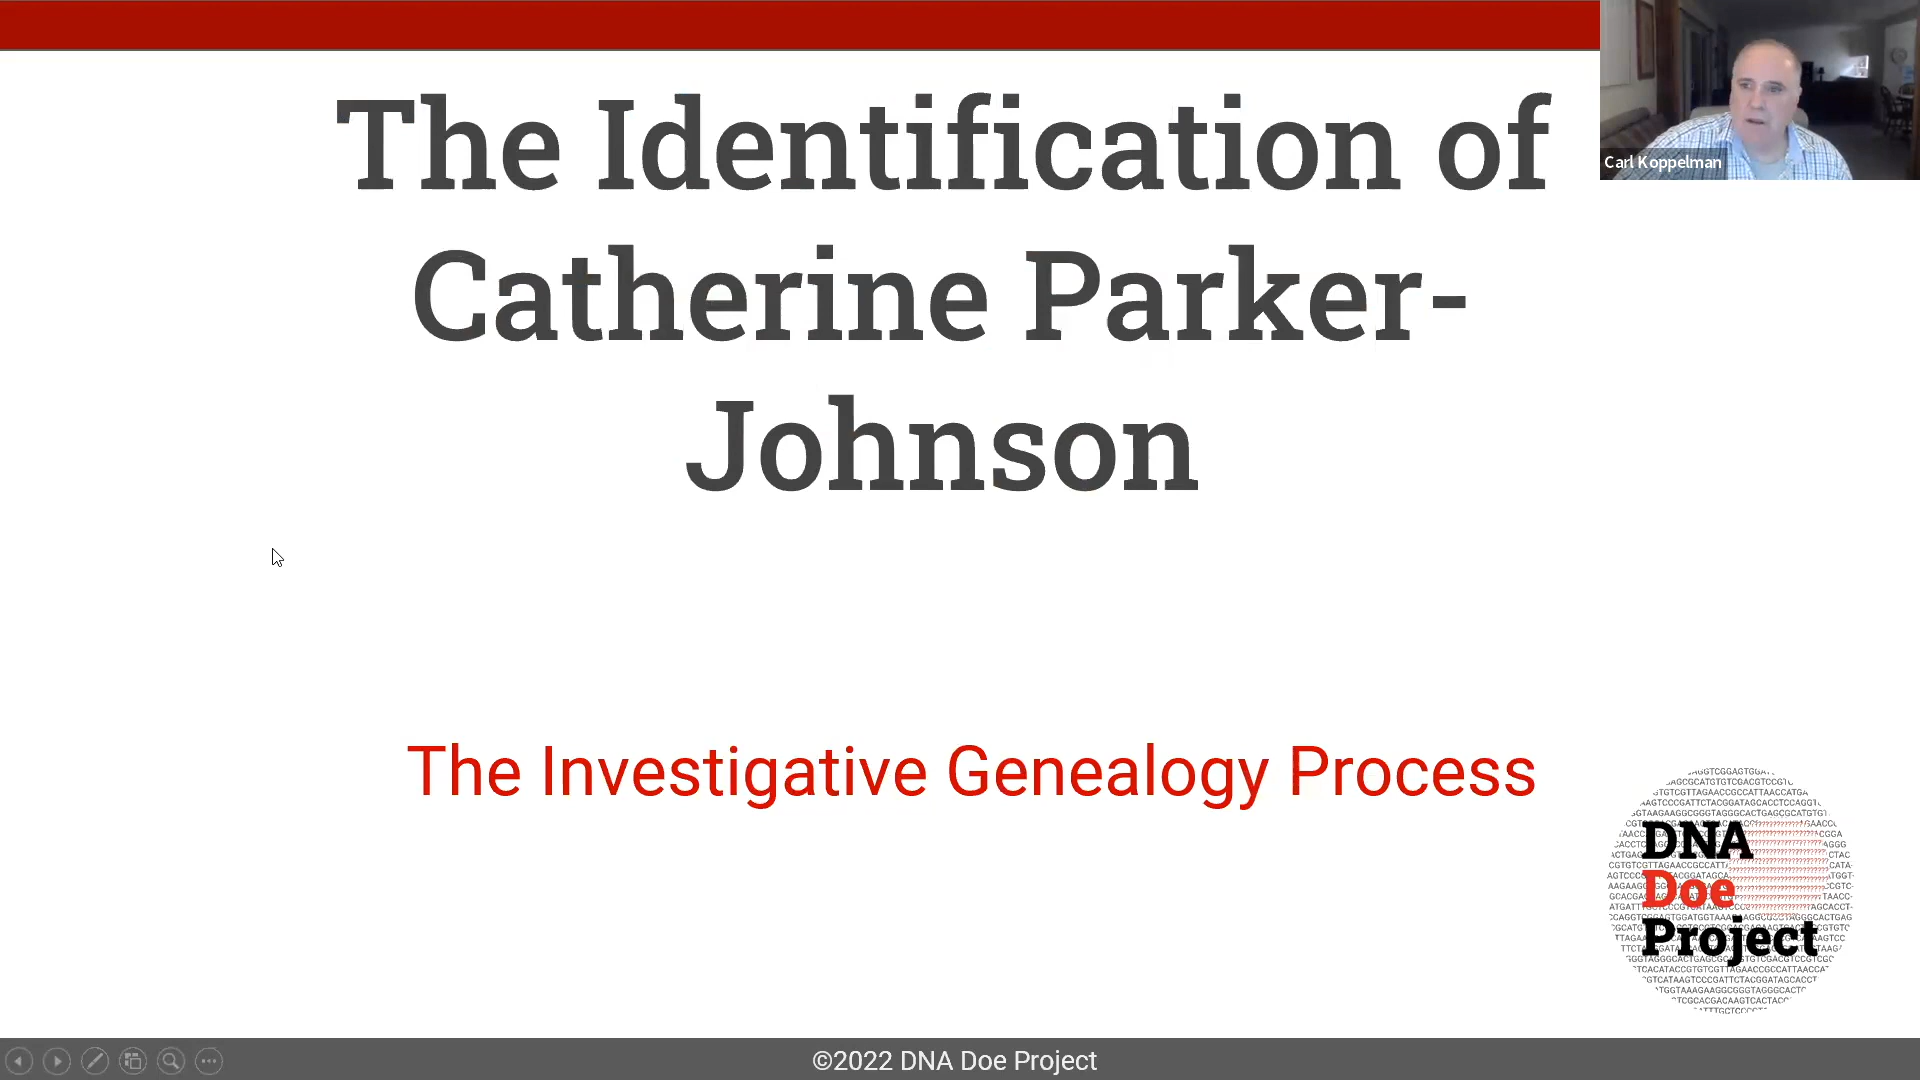 The Identification of
Catherine Parker-
Johnson
Carl Koppelman
The Investigative Genealogy Process
DNA
Doe
Project
©2022 DNA Doe Project